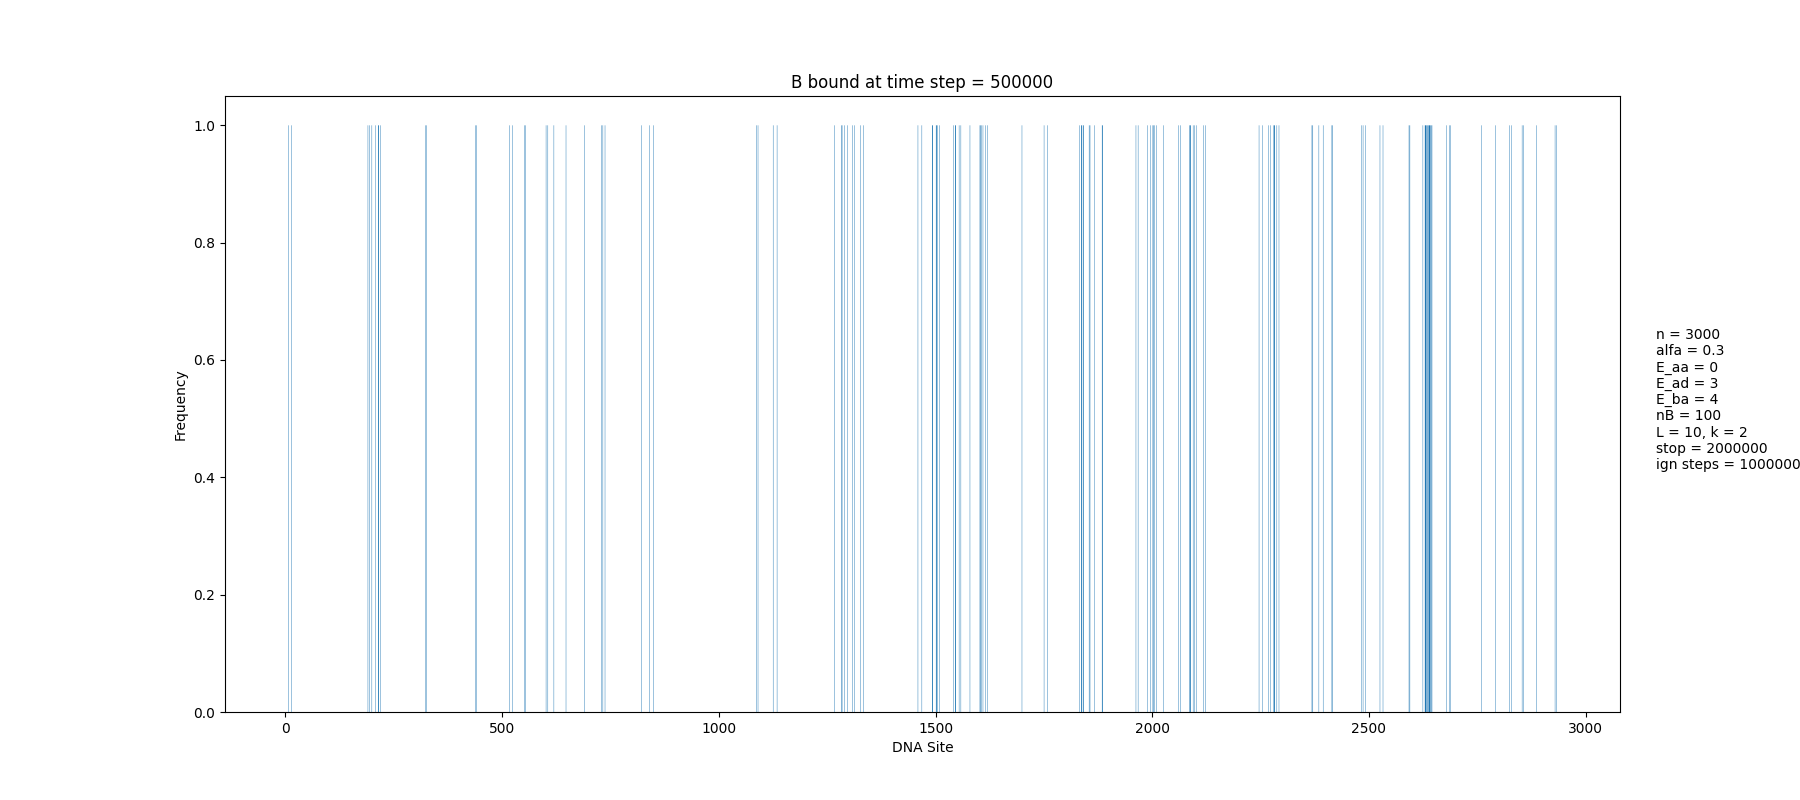 B bound at time step = 500000
1.0
0.8
0.6
0.4
0.2
0.0
Frequency
0 500 1000 1500 2000 2500 3000
DNA Site
n = 3000
alfa = 0.3
E_aa = 0
E_ad = 3
E_ba = 4
nB = 100
L = 10, k = 2
stop = 2000000
ign steps = 1000000